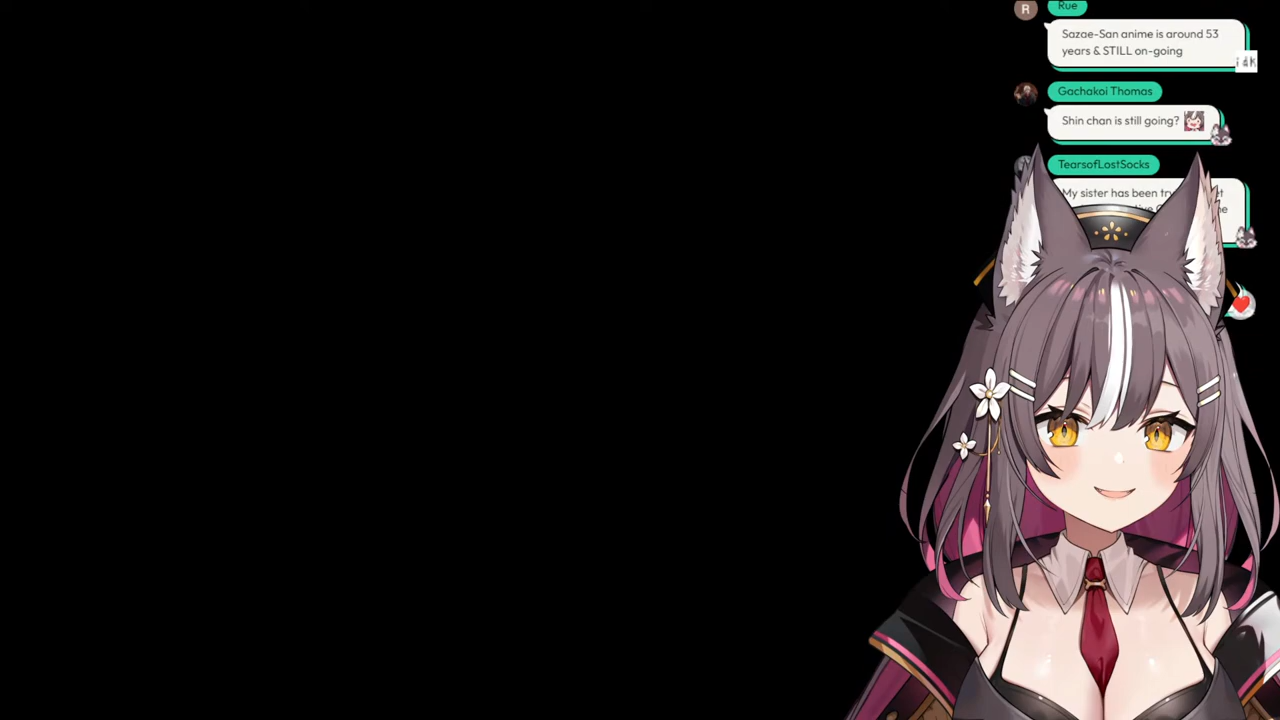 R
Rue
Sazae-San anime is around 53
years & STILL on-going
idk
Gachakoi Thomas
Shin chan is still going?
TearsofLostSocks
My sister has been